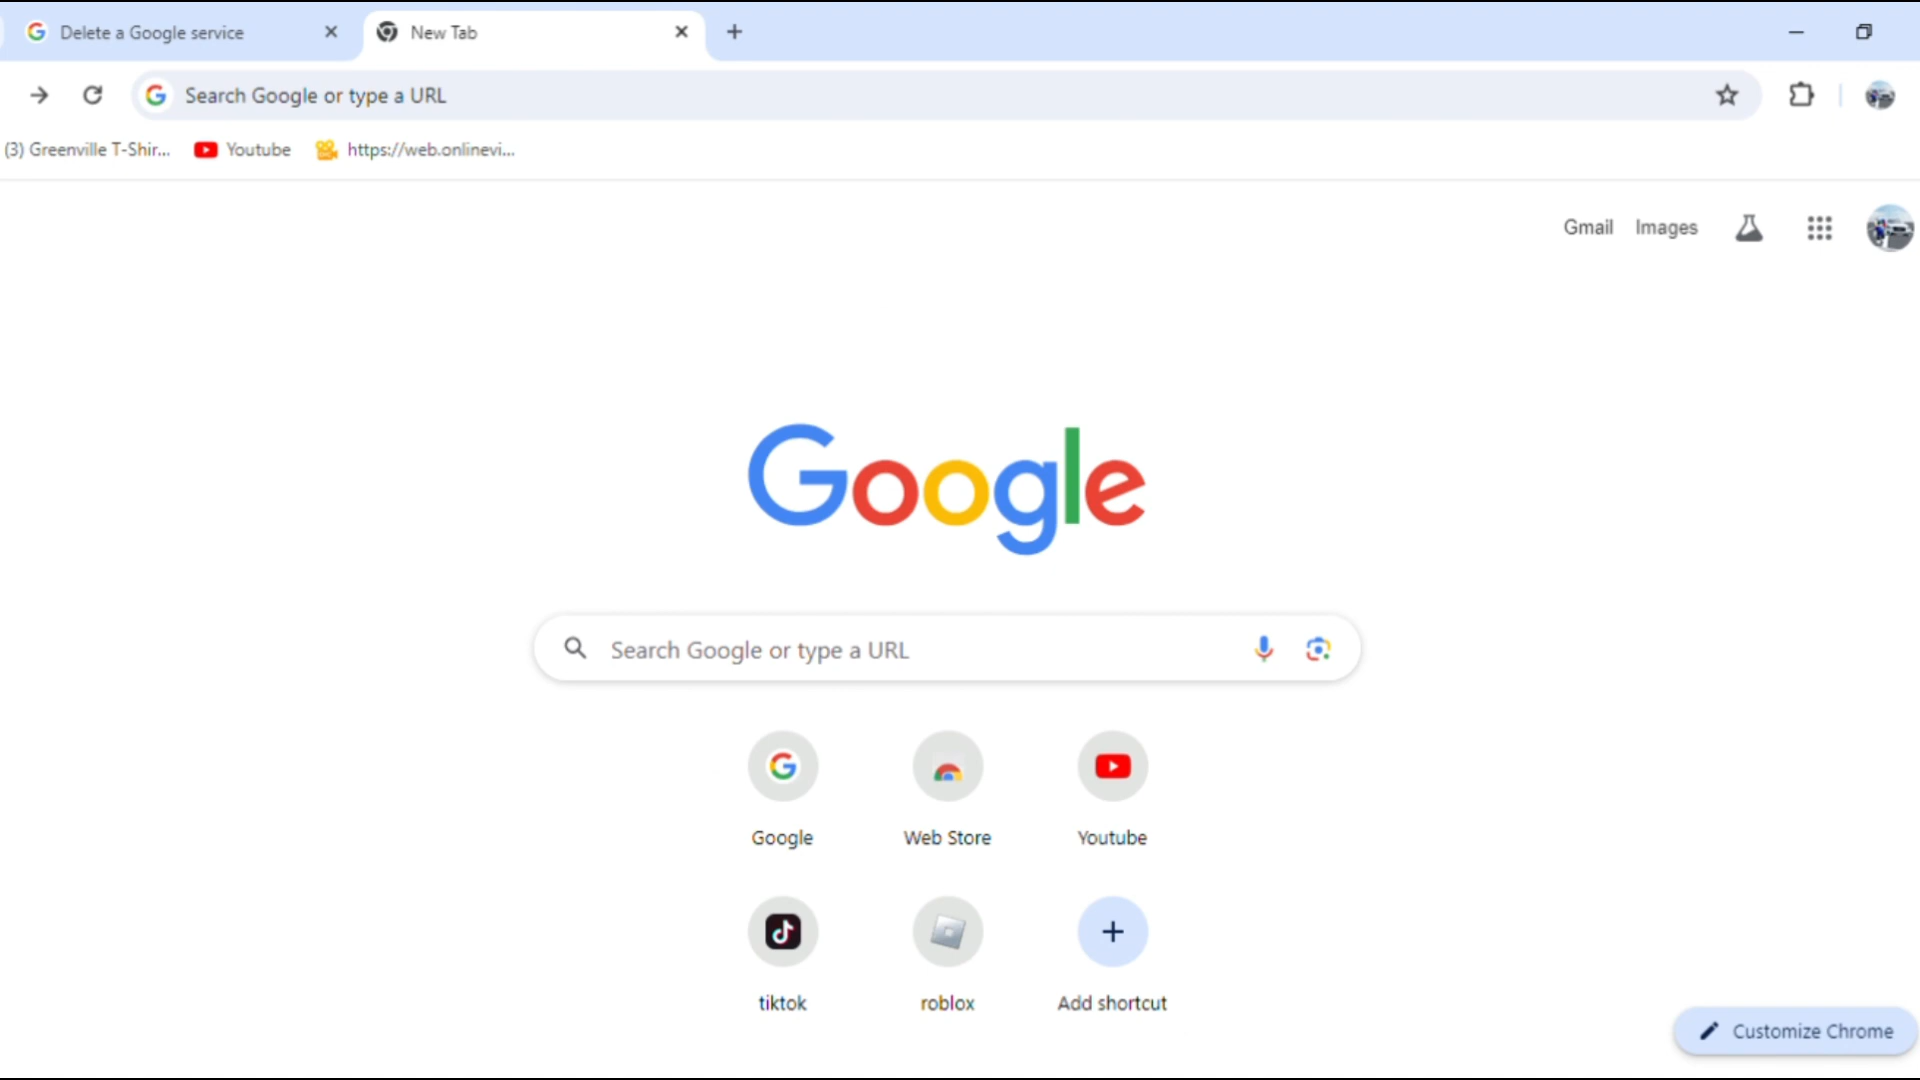 Delete a Google service
New Tab
Search Google or type a URL
(3) Greenville T-Shir...
Youtube
https://web.onlinevi...
Gmail Images
Google
Search Google or type a URL
Google Web Store Youtube
tiktok roblox Add shortcut
Customize Chrome